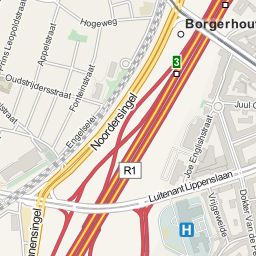 Hogeweg
Borgerhout
Prins Leopoldstraat
Appelstraat
3
Oudstrijdersstraat
Fonteinstraat
Engelselei
Noordersingel
Juul
Joe Englishstraat
R1
Luitenant Lippenslaan
nnensingel
H
Vrijgeweide
Dokter Van de